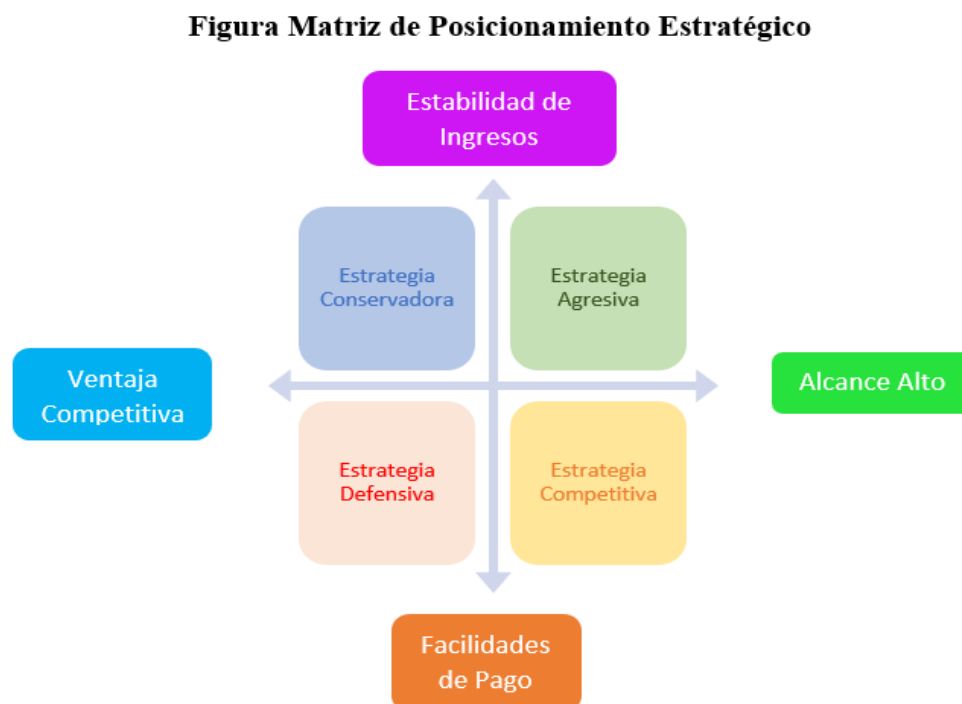 Figura Matriz de Posicionamiento Estratégico
Estabilidad de
Ingresos
Estrategia
Conservadora
Estrategia
Agresiva
Ventaja
Competitiva
Alcance Alto
Estrategia
Defensiva
Estrategia
Competitiva
Facilidades
de Pago